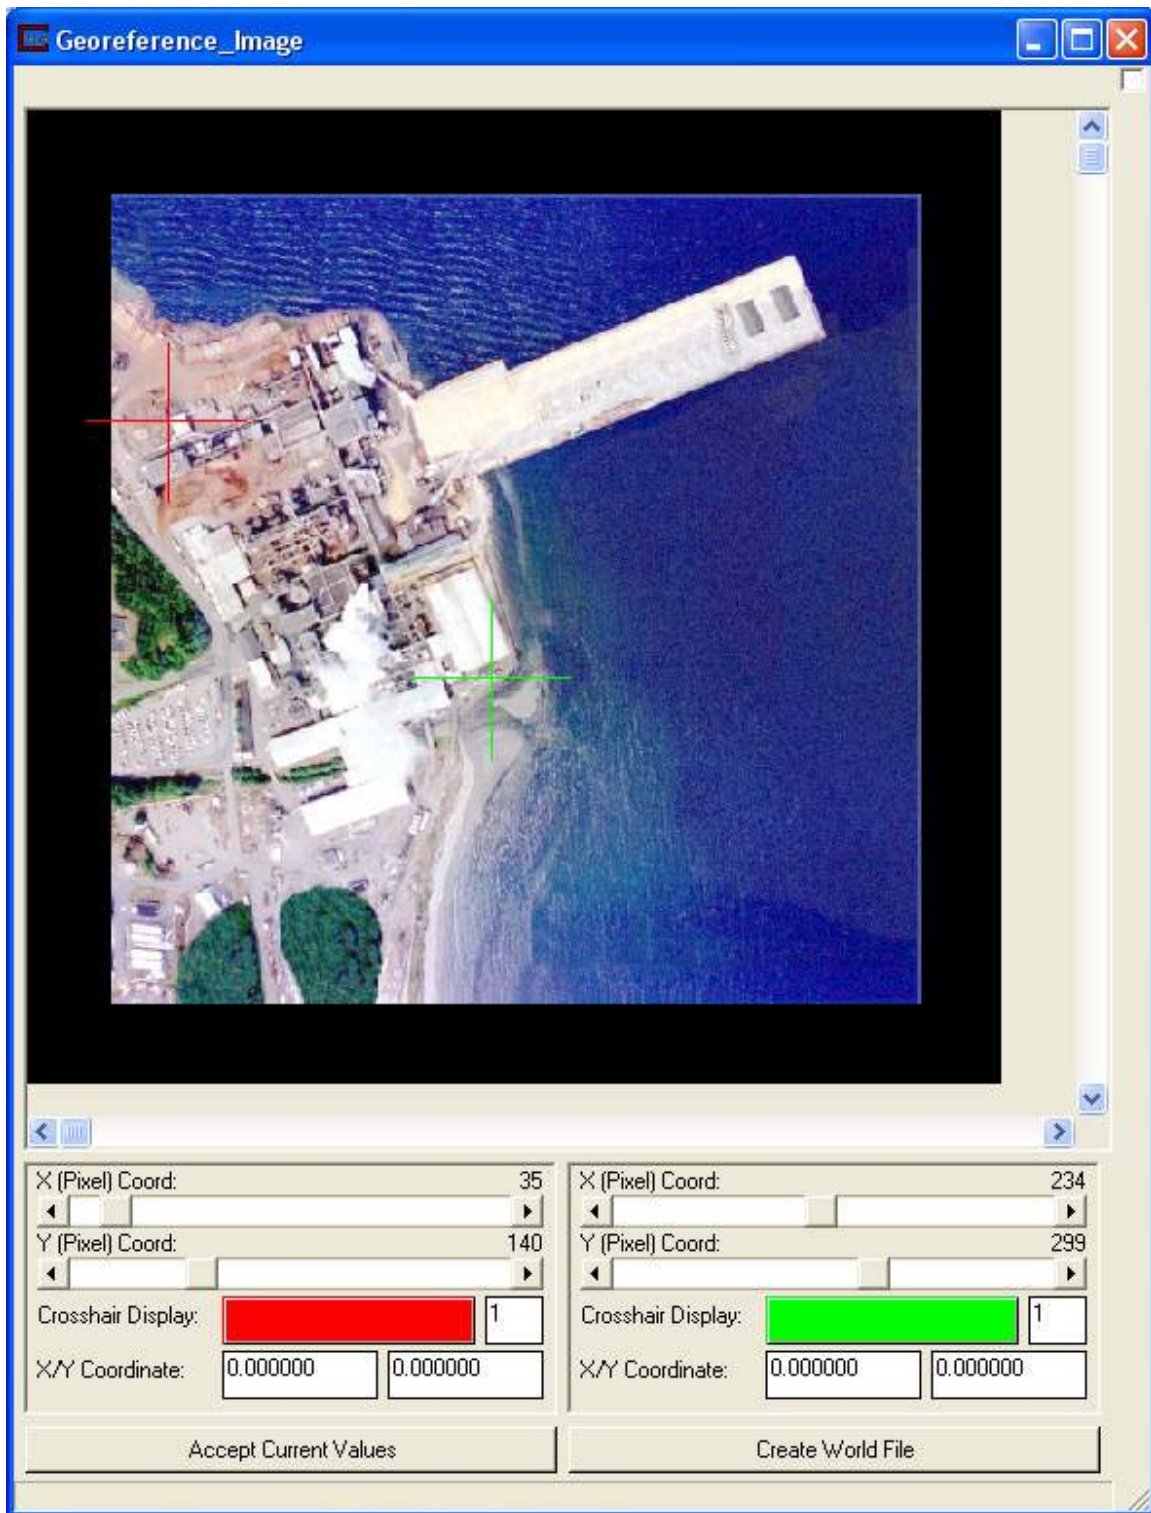 Georeference_Image
X (Pixel) Coord: 35
Y (Pixel) Coord: 140
Crosshair Display: 1
X/Y Coordinate: 0.000000 0.000000
X (Pixel) Coord: 234
Y (Pixel) Coord: 299
Crosshair Display: 1
X/Y Coordinate: 0.000000 0.000000
Accept Current Values
Create World File